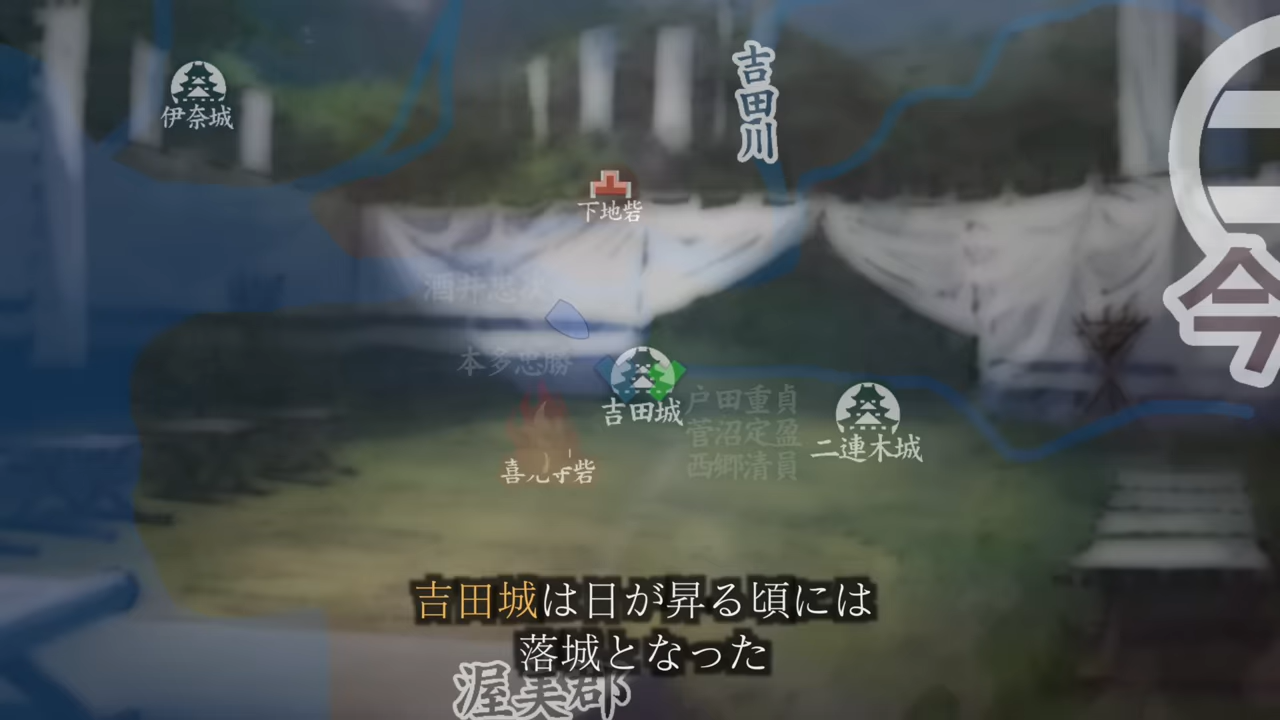 吉田川
伊奈城
下地砦
今
酒井忠次
本多忠勝
吉田城
戸田重貞
菅沼定盈
西郷清員
二連木城
喜見寺砦
吉田城は日が昇る頃には
落城となった
渥美郡